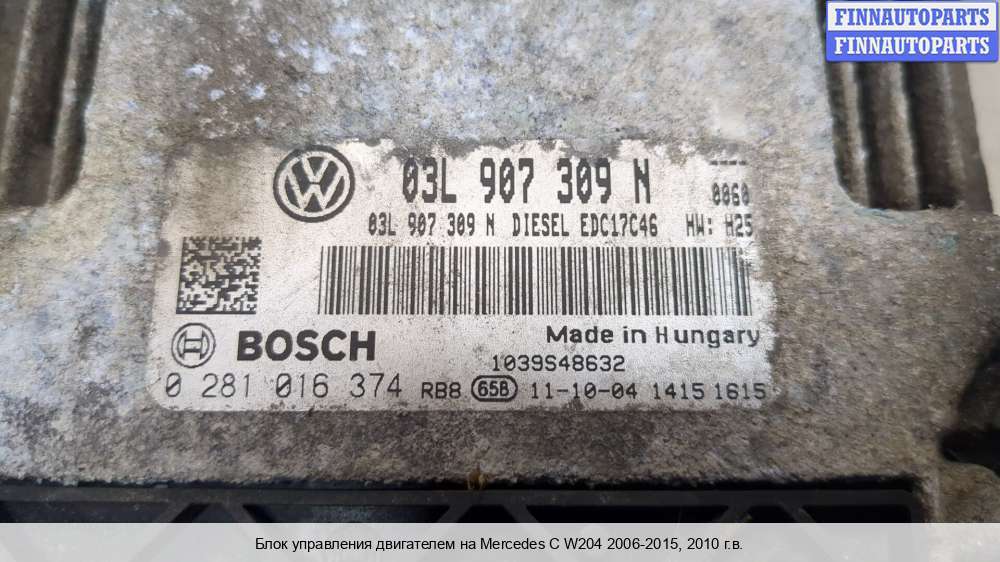 FINNAUTOPARTS
FINNAUTOPARTS
03L 907 309 N
0060
03L 907 309 N DIESEL EDC17C46 HW: H25
BOSCH
Made in Hungary
1039S48632
0 281 016 374 RB8 65B 11-10-04 1415 1615
Блок управления двигателем на Mercedes C W204 2006-2015, 2010 г.в.